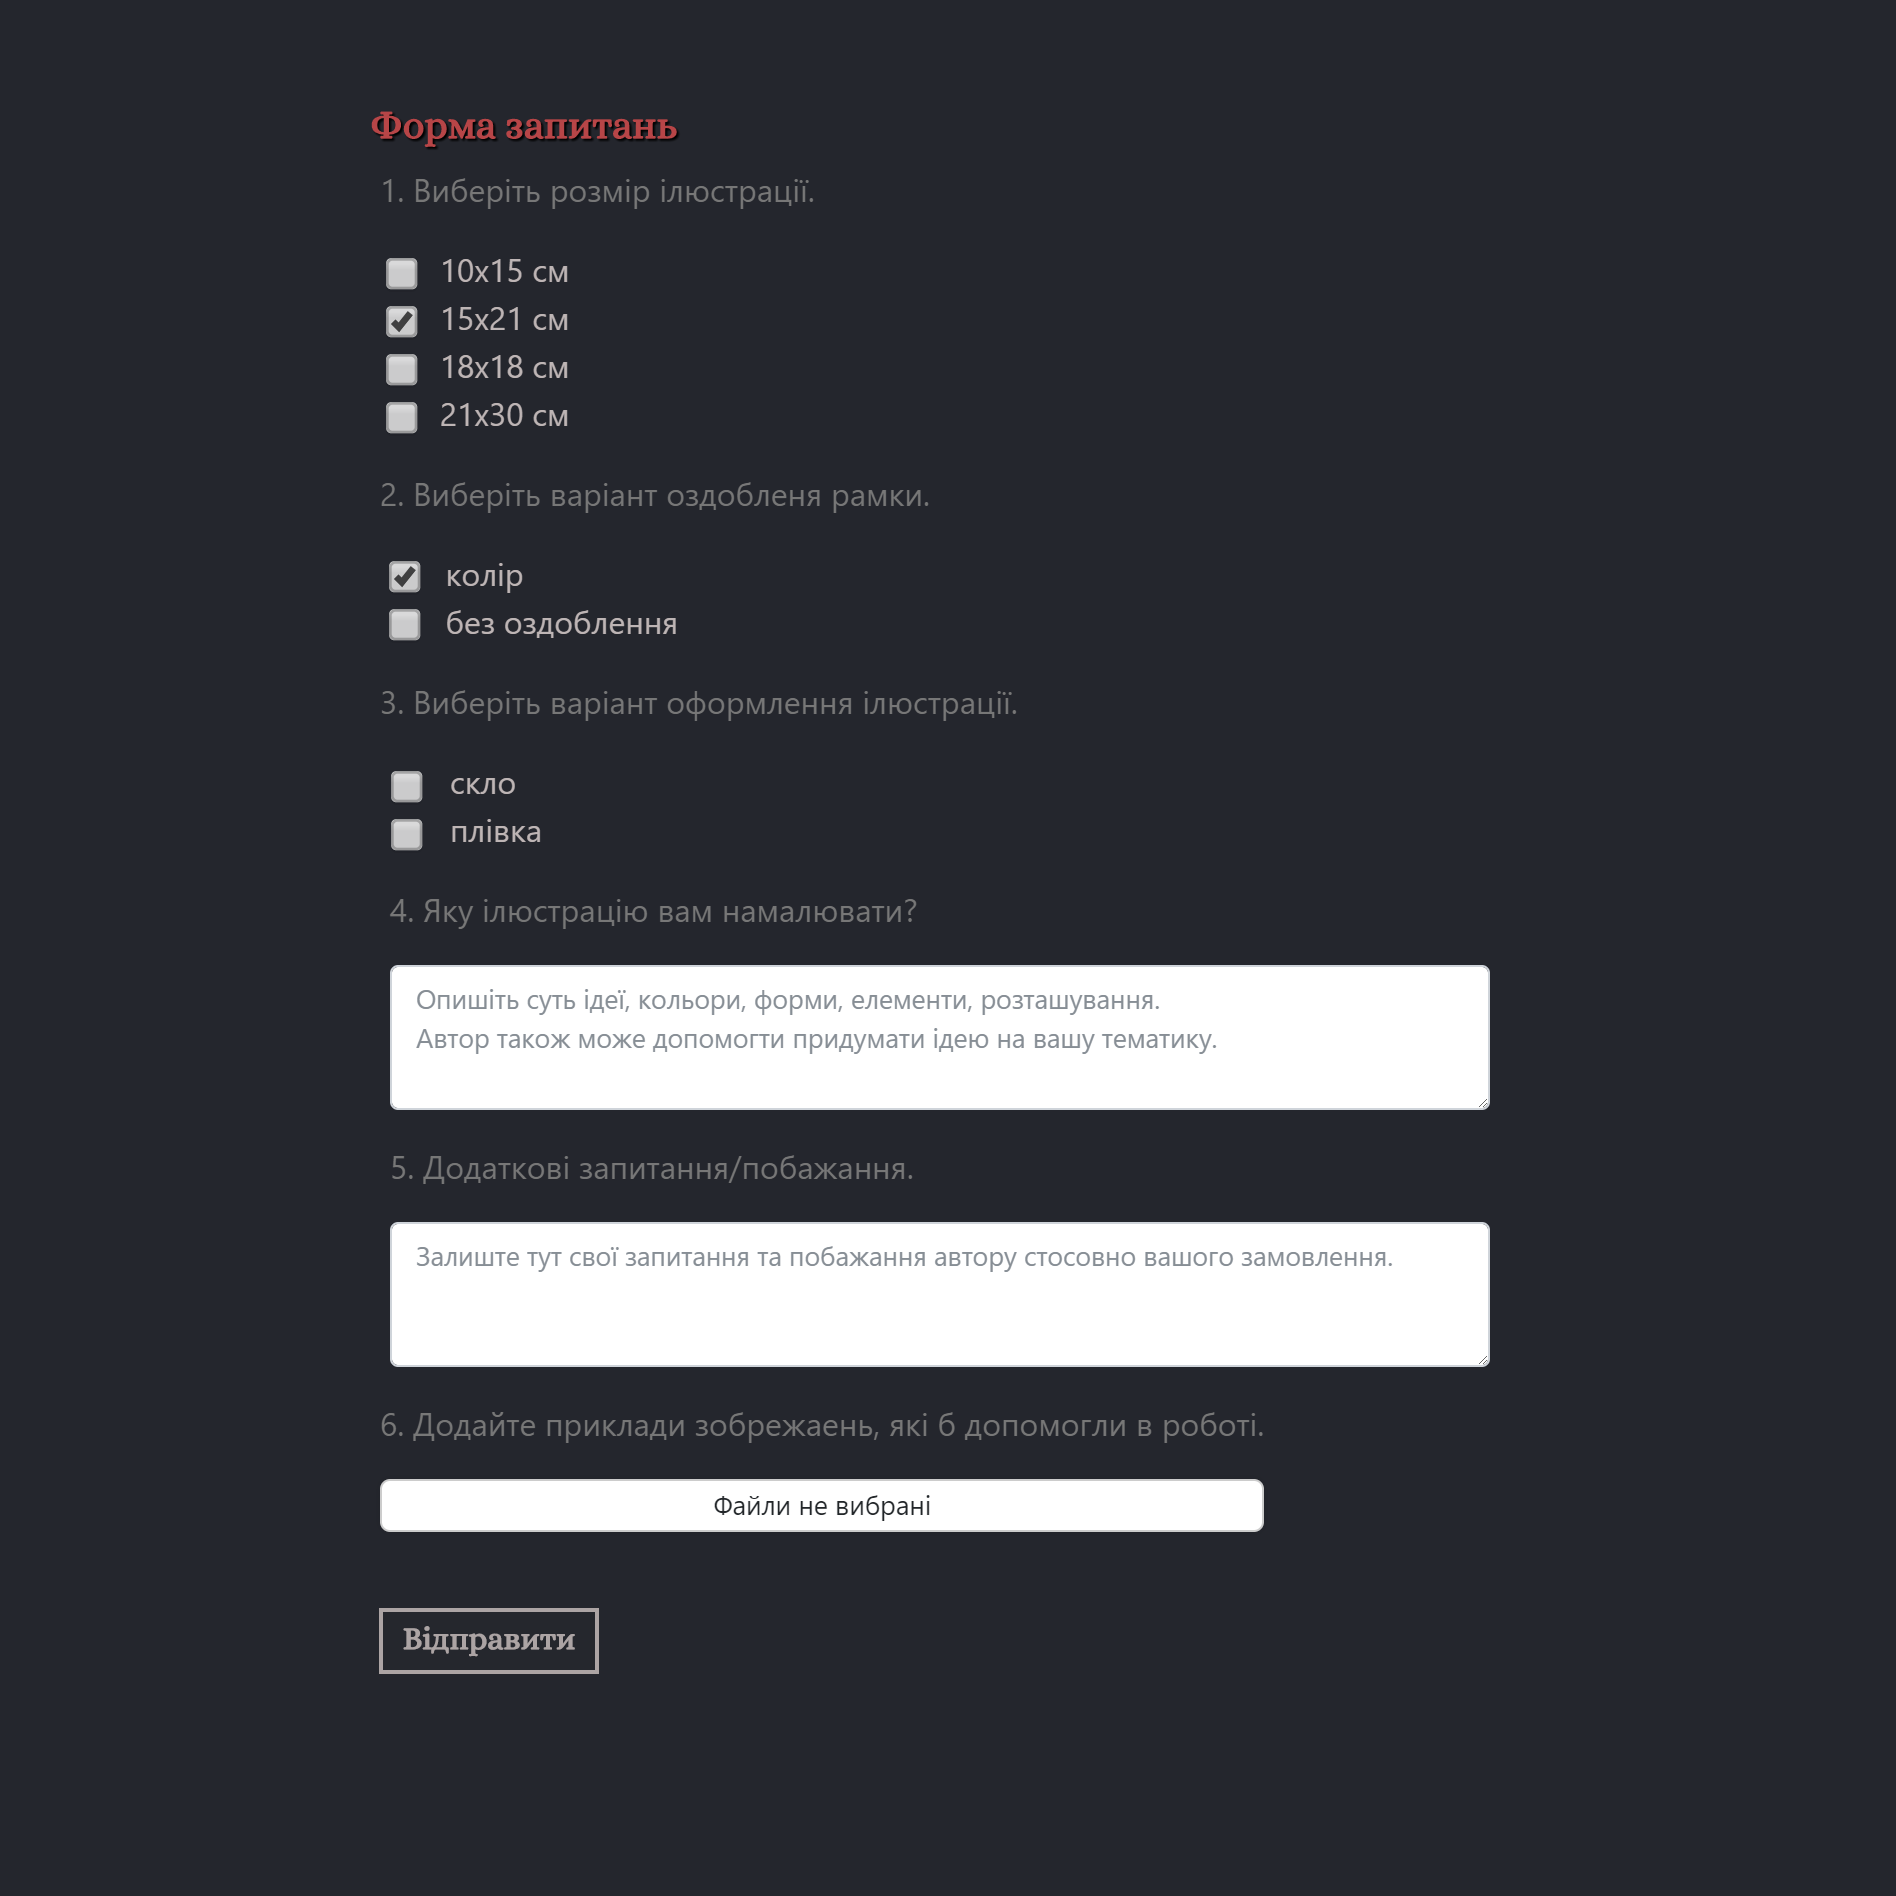 Форма запитань
1. Виберіть розмір ілюстрації.
10x15 см
15x21 см
18x18 см
21x30 см
2. Виберіть варіант оздобленя рамки.
колір
без оздоблення
3. Виберіть варіант оформлення ілюстрації.
скло
плівка
4. Яку ілюстрацію вам намалювати?
Опишіть суть ідеї, кольори, форми, елементи, розташування.
Автор також може допомогти придумати ідею на вашу тематику.
5. Додаткові запитання/побажання.
Залиште тут свої запитання та побажання автору стосовно вашого замовлення.
6. Додайте приклади зобрежаень, які б допомогли в роботі.
Файли не вибрані
Відправити